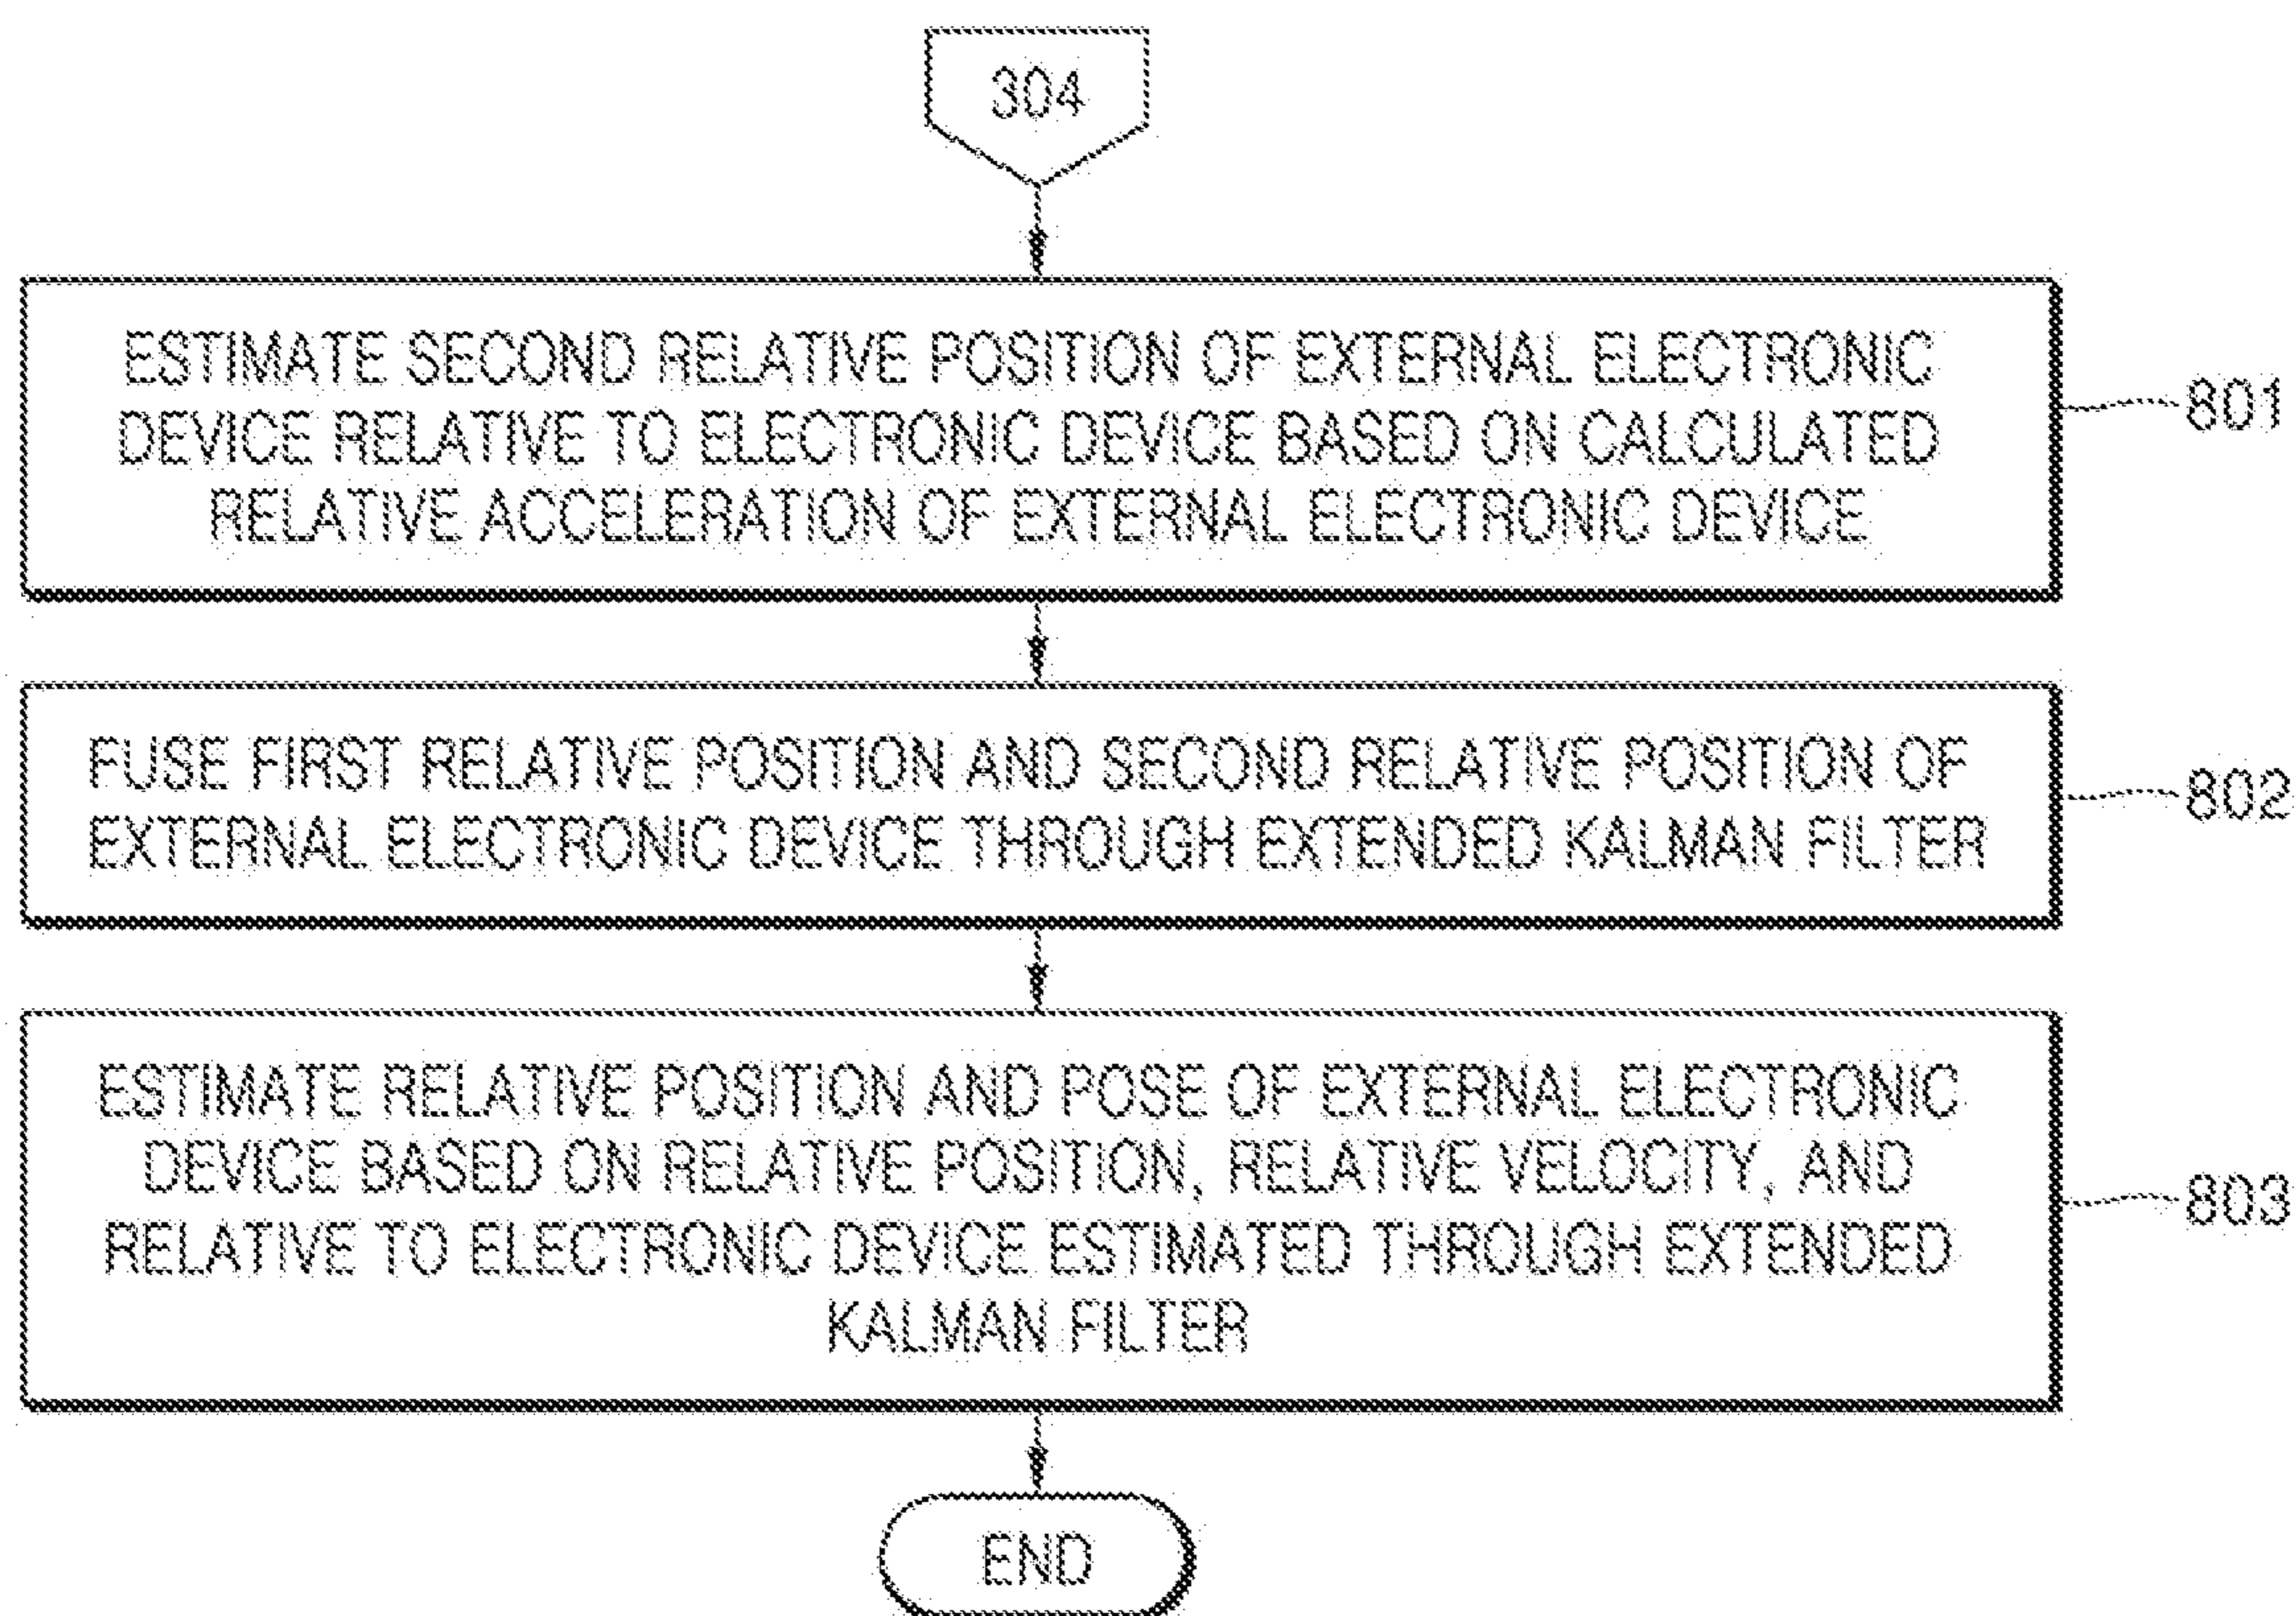 304
ESTIMATE SECOND RELATIVE POSITION OF EXTERNAL ELECTRONIC
DEVICE RELATIVE TO ELECTRONIC DEVICE BASED ON CALCULATED
RELATIVE ACCELERATION OF EXTERNAL ELECTRONIC DEVICE
801
FUSE FIRST RELATIVE POSITION AND SECOND RELATIVE POSITION OF
EXTERNAL ELECTRONIC DEVICE THROUGH EXTENDED KALMAN FILTER
802
ESTIMATE RELATIVE POSITION AND POSE OF EXTERNAL ELECTRONIC
DEVICE BASED ON RELATIVE POSITION, RELATIVE VELOCITY, AND
RELATIVE TO ELECTRONIC DEVICE ESTIMATED THROUGH EXTENDED
KALMAN FILTER
803
END